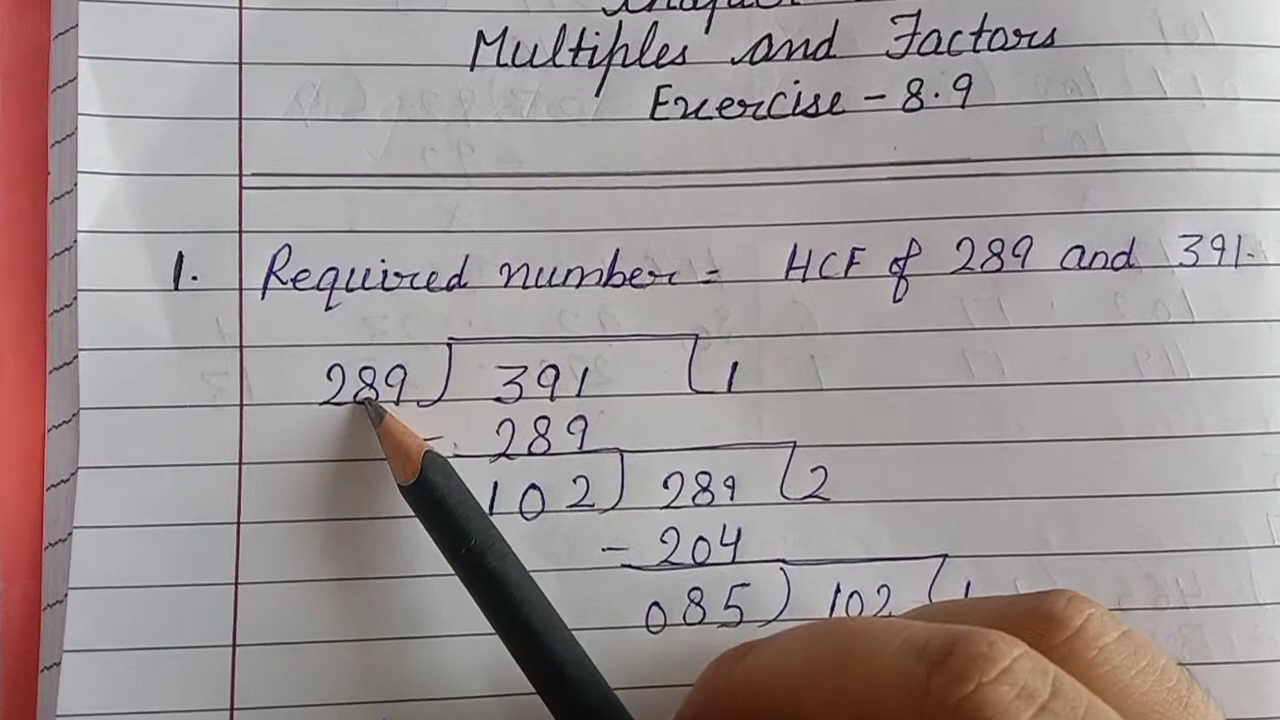 Multiples and Factors
Exercise - 8.9
1. Required number = HCF of 289 and 391.
289) 391 (1
- 289
102) 289 (2
- 204
085) 102 (1